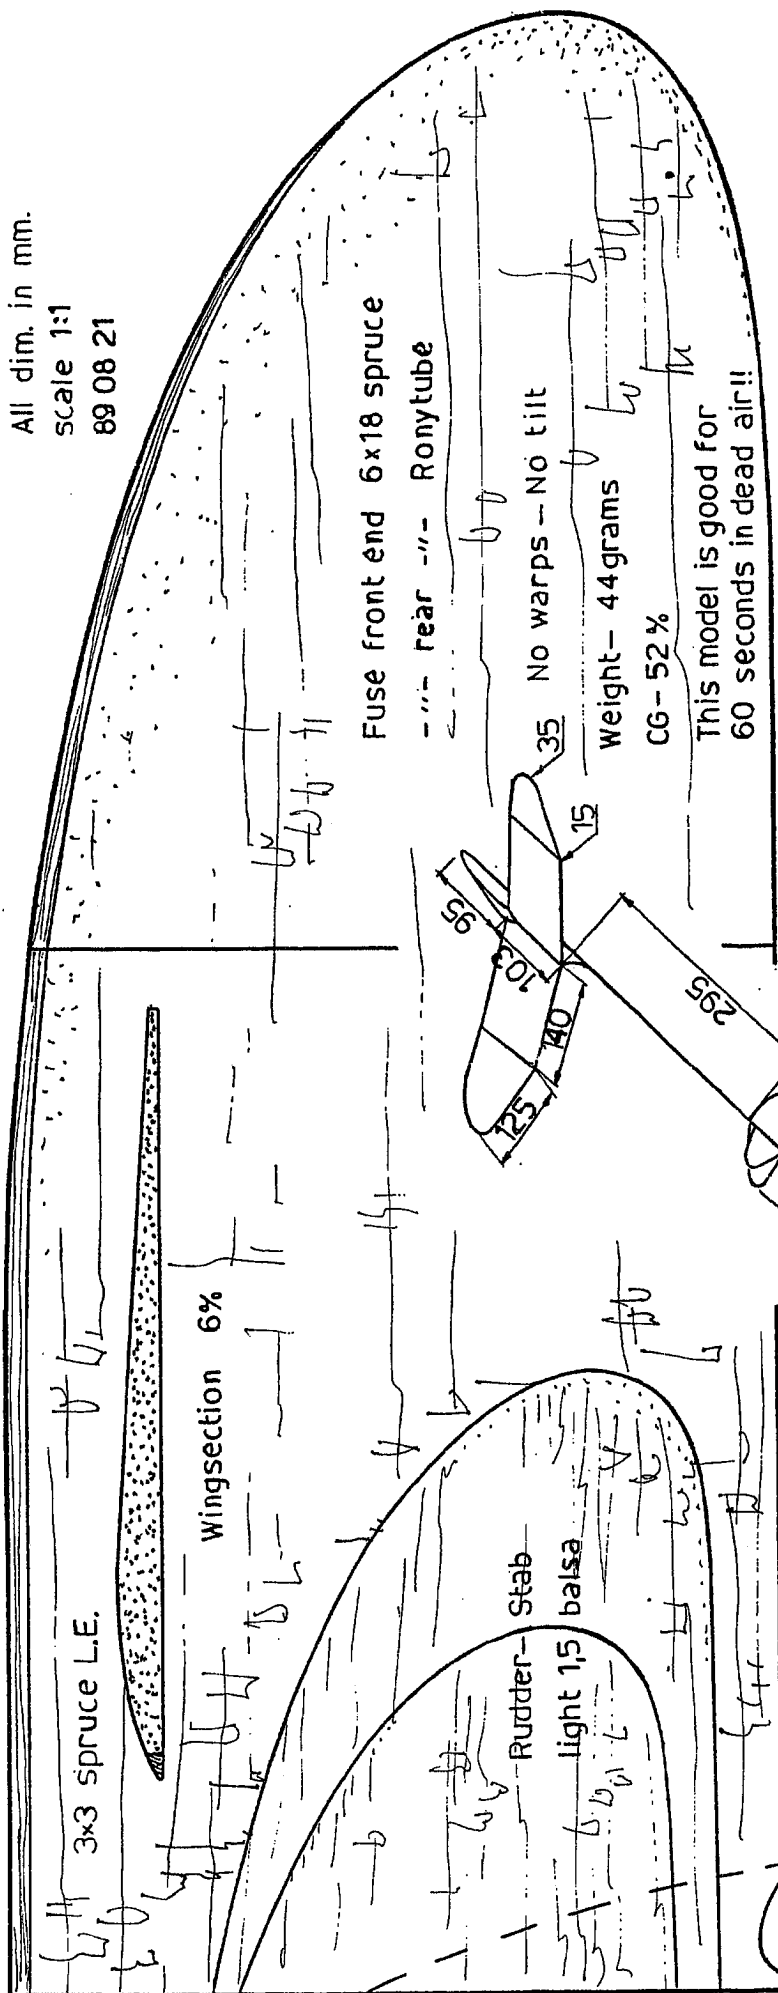 All dim. in mm.
scale 1:1
89 08 21
Fuse front end 6x18 spruce
-"- rear -"- Ronytube
No warps – No tilt
Weight – 44 grams
CG – 52 %
This model is good for
60 seconds in dead air!!
35
15
95
103
140
125
295
3x3 spruce L.E.
Wingsection 6%
Rudder – Stab
light 1,5 balsa